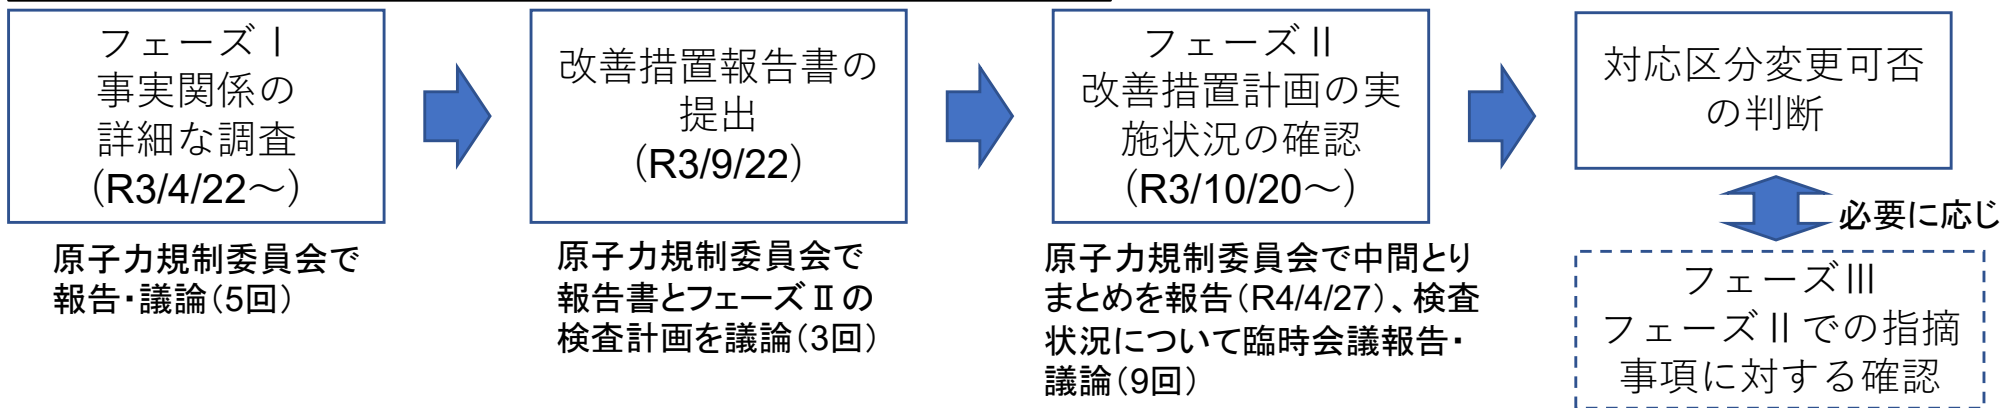 フェーズⅠ
事実関係の
詳細な調査
(R3/4/22～)
原子力規制委員会で
報告・議論(5回)
改善措置報告書の
提出
(R3/9/22)
原子力規制委員会で
報告書とフェーズⅡの
検査計画を議論(3回)
フェーズⅡ
改善措置計画の実
施状況の確認
(R3/10/20～)
原子力規制委員会で中間とり
まとめを報告(R4/4/27)、検査
状況について臨時会議報告・
議論(9回)
対応区分変更可否
の判断
必要に応じ
フェーズⅢ
フェーズⅡでの指摘
事項に対する確認